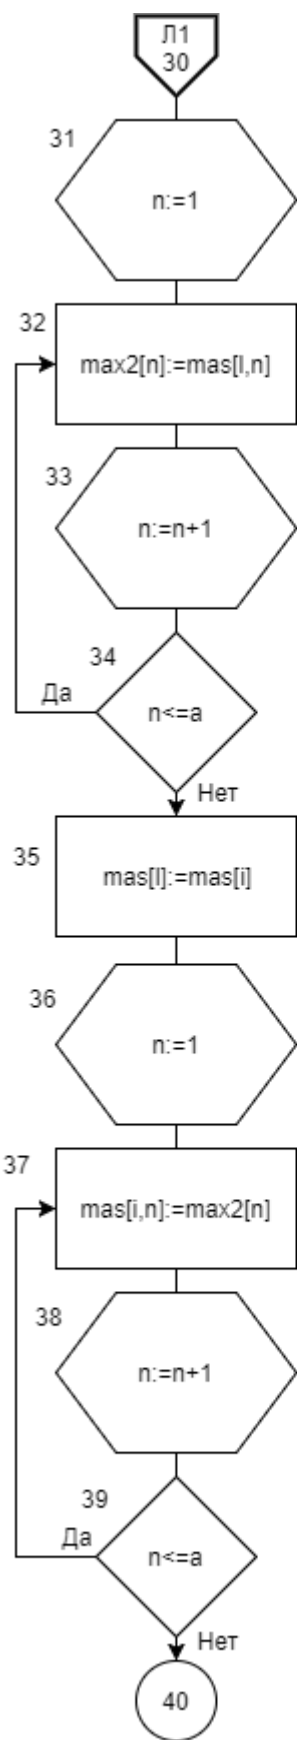 Л1
30
31
n:=1
32
max2[n]:=mas[l,n]
33
n:=n+1
34
Да
n<=a
Нет
35
mas[l]:=mas[i]
36
n:=1
37
mas[i,n]:=max2[n]
38
n:=n+1
39
Да
n<=a
Нет
40